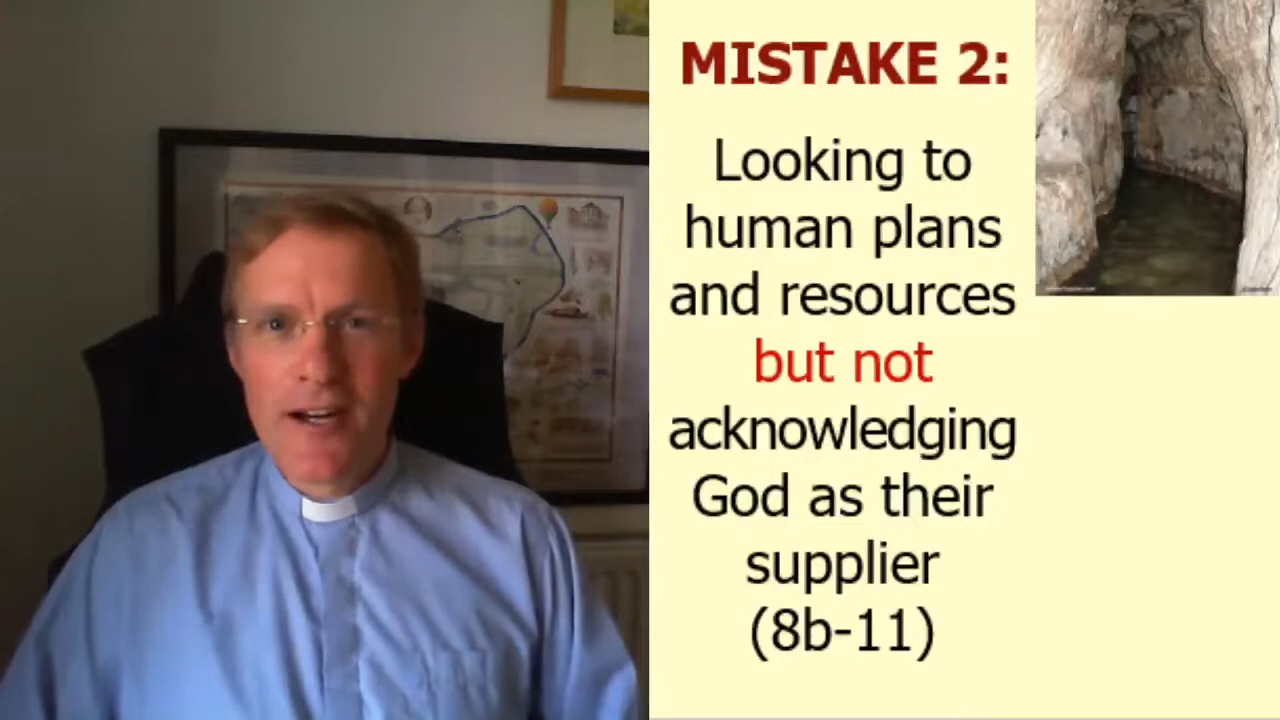 MISTAKE 2:
Looking to
human plans
and resources
but not
acknowledging
God as their
supplier
(8b-11)